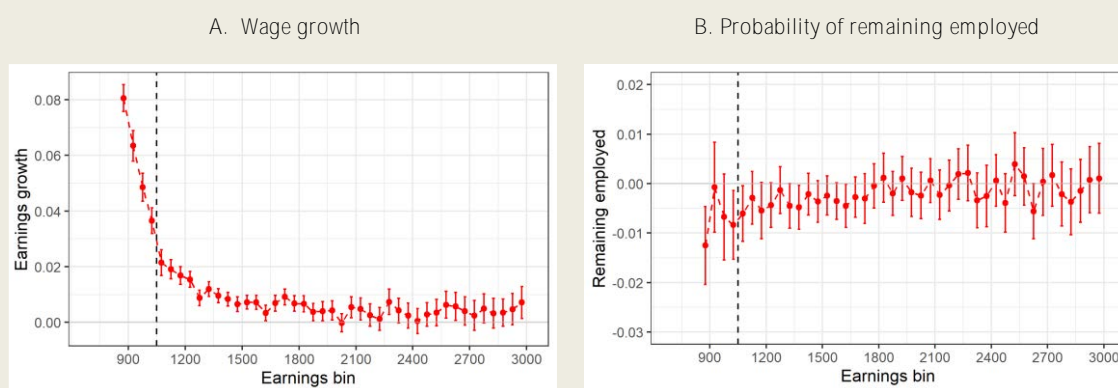 A. Wage growth
B. Probability of remaining employed
Earnings growth
0.08
0.06
0.04
0.02
0.00
900 1200 1500 1800 2100 2400 2700 3000
Earnings bin
Remaining employed
0.02
0.01
0.00
-0.01
-0.02
-0.03
900 1200 1500 1800 2100 2400 2700 3000
Earnings bin